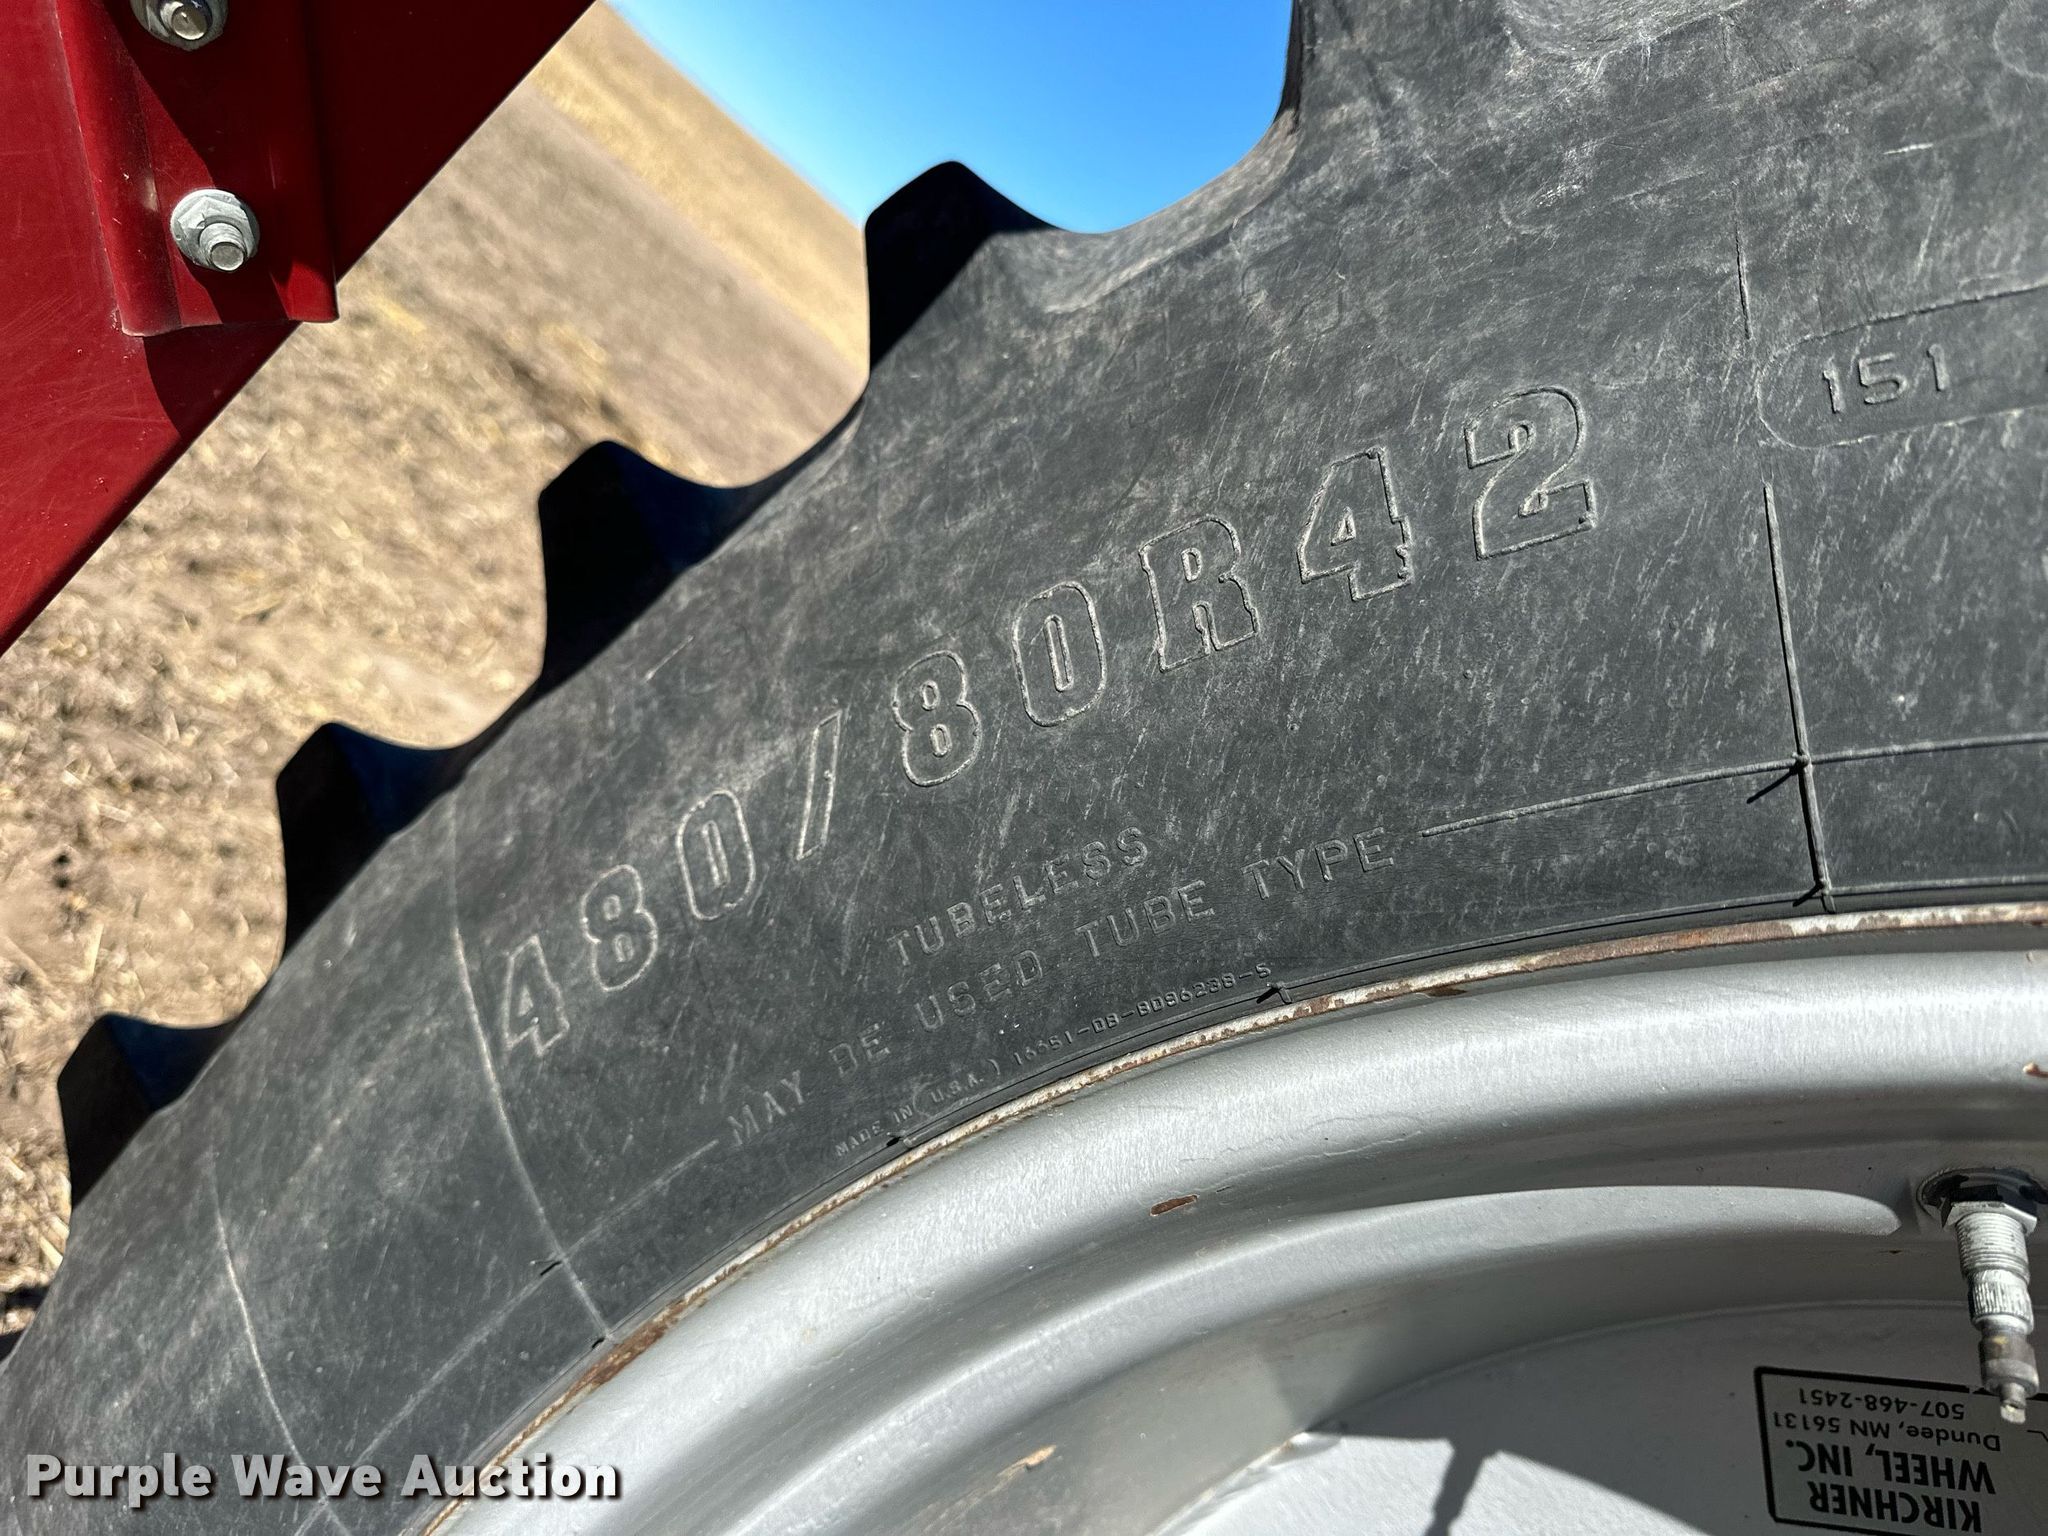 151
480/80R42
TUBELESS
MAY BE USED TUBE TYPE
MADE IN U.S.A.
KIRCHNER
WHEEL, INC.
Dundee, MN 56131
507-468-2451
Purple Wave Auction